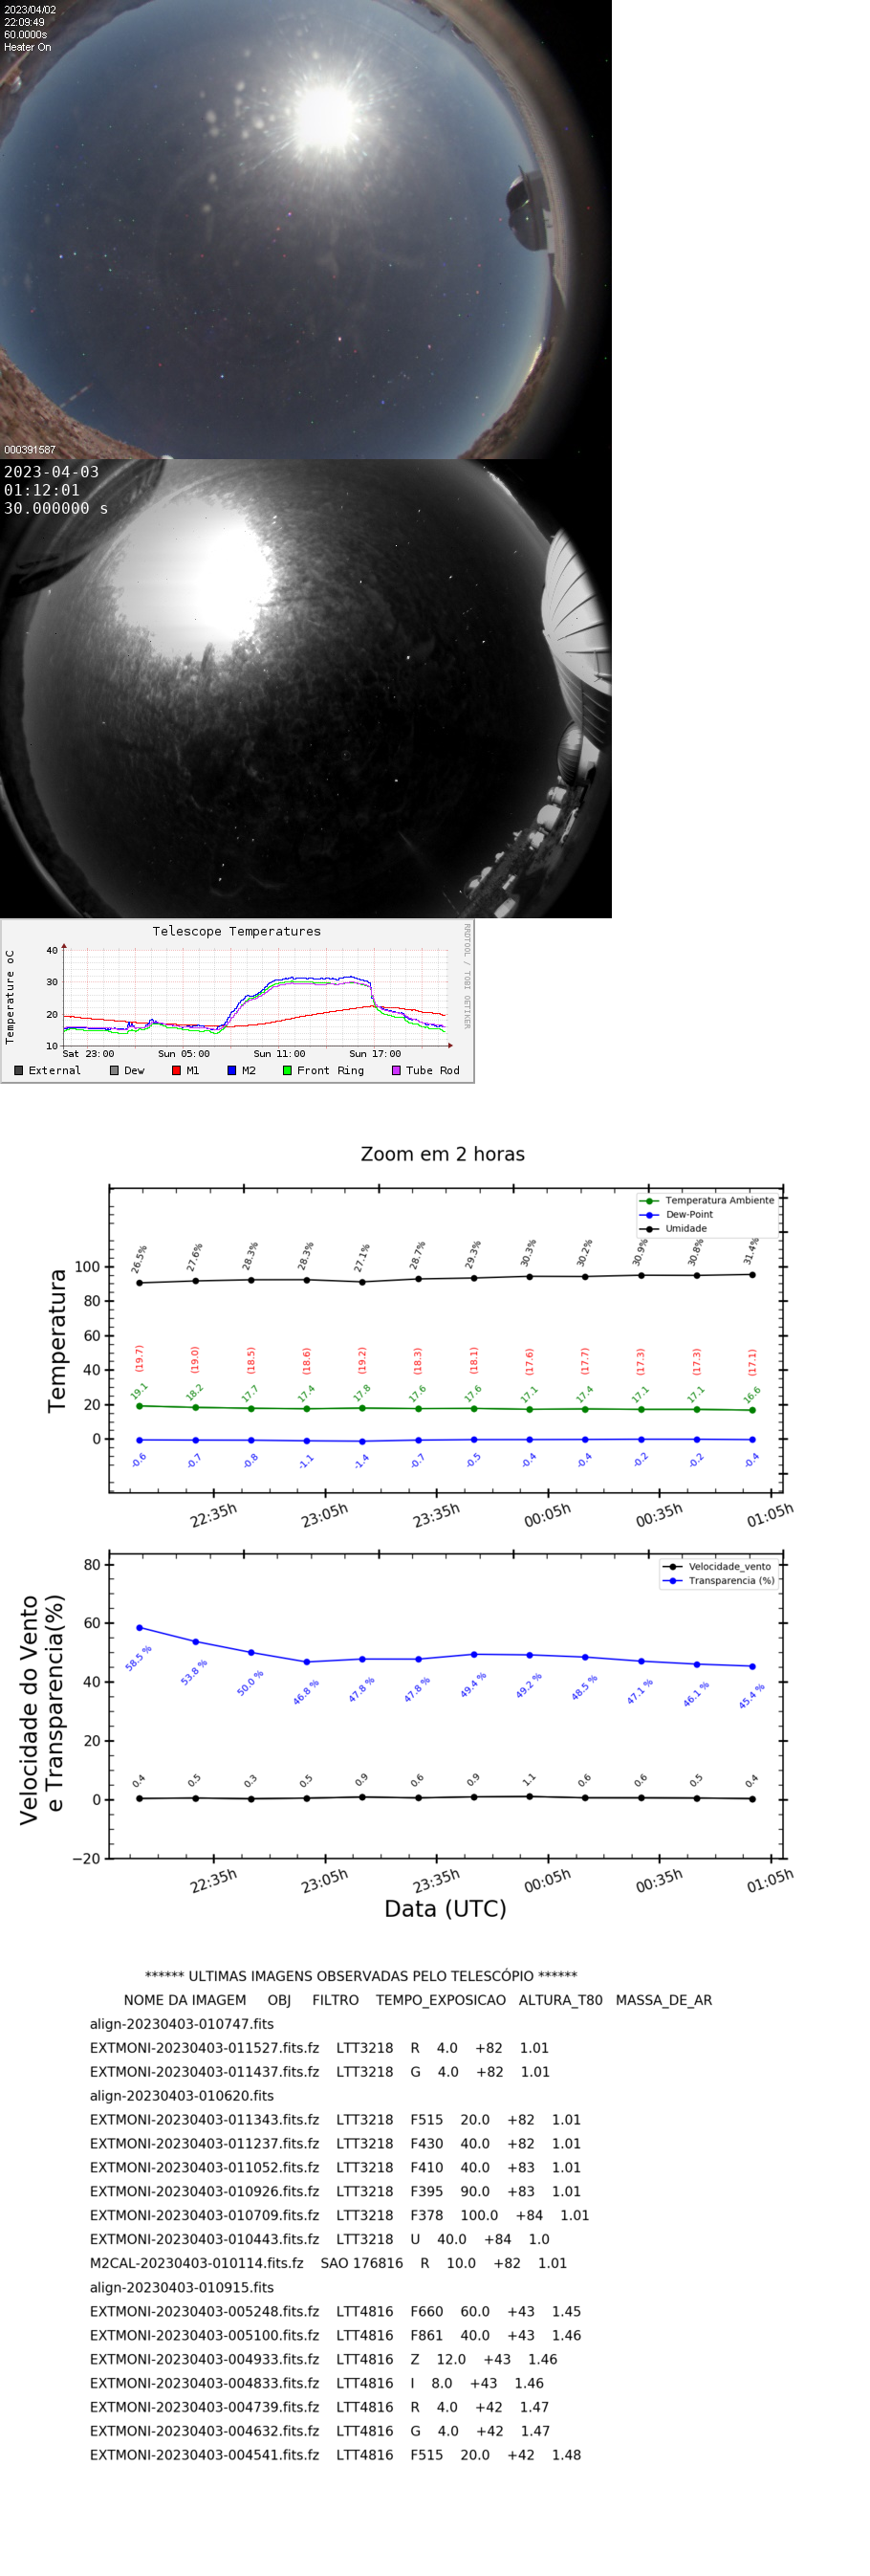 2023/04/02
22:09:49
60.0000s
Heater On
000391587
2023-04-03
01:12:01
30.000000 s
Telescope Temperatures
RRDTOOL / TOBI OETIKER
Temperature oC
40
30
20
10
Sat 23:00 Sun 05:00 Sun 11:00 Sun 17:00
External Dew M1 M2 Front Ring Tube Rod
Zoom em 2 horas
Temperatura Ambiente
Dew-Point
Umidade
Temperatura
100
80
60
40
20
0
26.5% 27.6% 28.3% 28.3% 27.1% 28.7% 29.3% 30.3% 30.2% 30.9% 30.8% 31.4%
(19.7) (19.0) (18.5) (18.6) (19.2) (18.3) (18.1) (17.6) (17.7) (17.3) (17.3) (17.1)
19.1 18.2 17.7 17.4 17.8 17.6 17.6 17.1 17.4 17.1 17.1 16.6
-0.6 -0.7 -0.8 -1.1 -1.4 -0.7 -0.5 -0.4 -0.4 -0.2 -0.2 -0.4
22:35h 23:05h 23:35h 00:05h 00:35h 01:05h
Velocidade_vento
Transparencia (%)
Velocidade do Vento
e Transparencia(%)
80
60
40
20
0
−20
58.5 % 53.8 % 50.0 % 46.8 % 47.8 % 47.8 % 49.4 % 49.2 % 48.5 % 47.1 % 46.1 % 45.4 %
0.4 0.5 0.3 0.5 0.9 0.6 0.9 1.1 0.6 0.6 0.5 0.4
22:35h 23:05h 23:35h 00:05h 00:35h 01:05h
Data (UTC)
****** ULTIMAS IMAGENS OBSERVADAS PELO TELESCÓPIO ******
NOME DA IMAGEM OBJ FILTRO TEMPO_EXPOSICAO ALTURA_T80 MASSA_DE_AR
align-20230403-010747.fits
EXTMONI-20230403-011527.fits.fz LTT3218 R 4.0 +82 1.01
EXTMONI-20230403-011437.fits.fz LTT3218 G 4.0 +82 1.01
align-20230403-010620.fits
EXTMONI-20230403-011343.fits.fz LTT3218 F515 20.0 +82 1.01
EXTMONI-20230403-011237.fits.fz LTT3218 F430 40.0 +82 1.01
EXTMONI-20230403-011052.fits.fz LTT3218 F410 40.0 +83 1.01
EXTMONI-20230403-010926.fits.fz LTT3218 F395 90.0 +83 1.01
EXTMONI-20230403-010709.fits.fz LTT3218 F378 100.0 +84 1.01
EXTMONI-20230403-010443.fits.fz LTT3218 U 40.0 +84 1.0
M2CAL-20230403-010114.fits.fz SAO 176816 R 10.0 +82 1.01
align-20230403-010915.fits
EXTMONI-20230403-005248.fits.fz LTT4816 F660 60.0 +43 1.45
EXTMONI-20230403-005100.fits.fz LTT4816 F861 40.0 +43 1.46
EXTMONI-20230403-004933.fits.fz LTT4816 Z 12.0 +43 1.46
EXTMONI-20230403-004833.fits.fz LTT4816 I 8.0 +43 1.46
EXTMONI-20230403-004739.fits.fz LTT4816 R 4.0 +42 1.47
EXTMONI-20230403-004632.fits.fz LTT4816 G 4.0 +42 1.47
EXTMONI-20230403-004541.fits.fz LTT4816 F515 20.0 +42 1.48